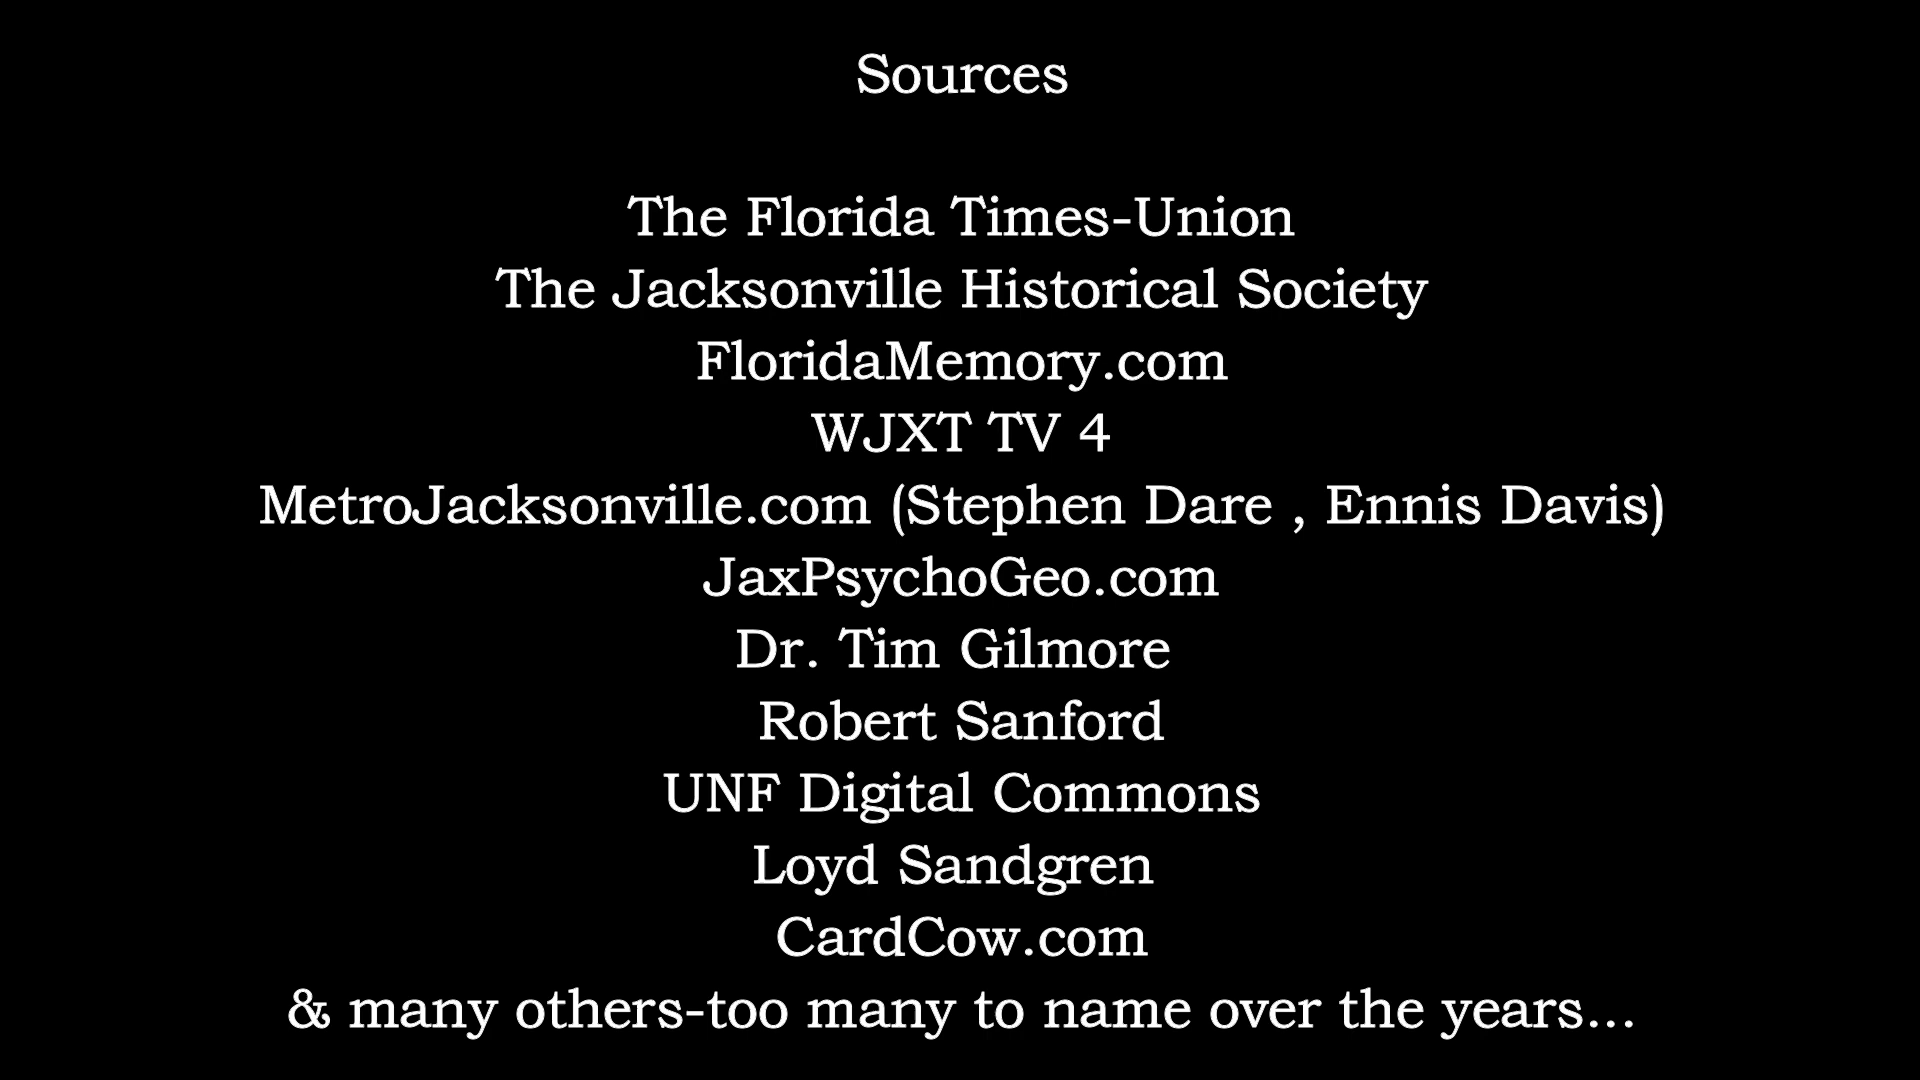 Sources
The Florida Times-Union
The Jacksonville Historical Society
FloridaMemory.com
WJXT TV 4
MetroJacksonville.com (Stephen Dare , Ennis Davis)
JaxPsychoGeo.com
Dr. Tim Gilmore
Robert Sanford
UNF Digital Commons
Loyd Sandgren
CardCow.com
& many others-too many to name over the years...